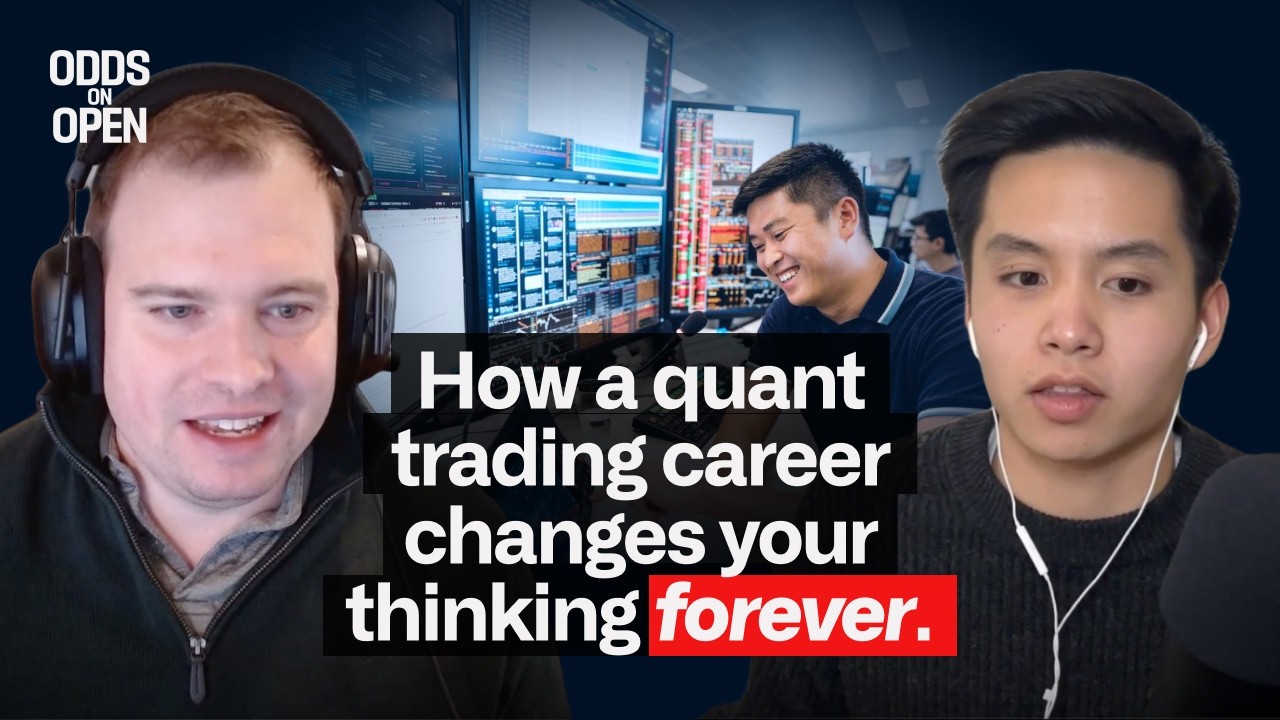 ODDS
ON
OPEN
How a quant
trading career
changes your
thinking forever.